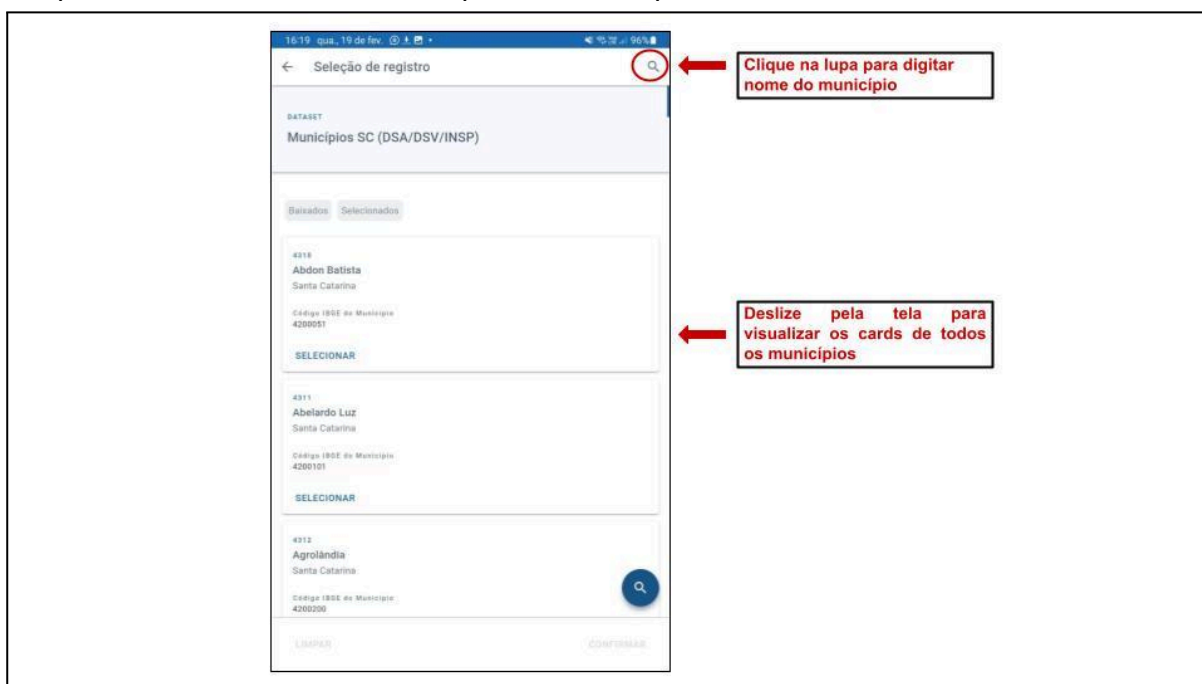 16:19 qua., 19 de fev.
96%
Seleção de registro
Clique na lupa para digitar
nome do município
DATASET
Municípios SC (DSA/DSV/INSP)
Baixados Selecionados
Abdon Batista
Santa Catarina
Código IBGE do Município
4200051
Deslize pela tela para
visualizar os cards de todos
os municípios
SELECIONAR
4311
Abelardo Luz
Santa Catarina
Código IBGE do Município
4200101
SELECIONAR
4312
Agrolândia
Santa Catarina
Código IBGE do Município
4200200
LIMPAR
CONFIRMAR